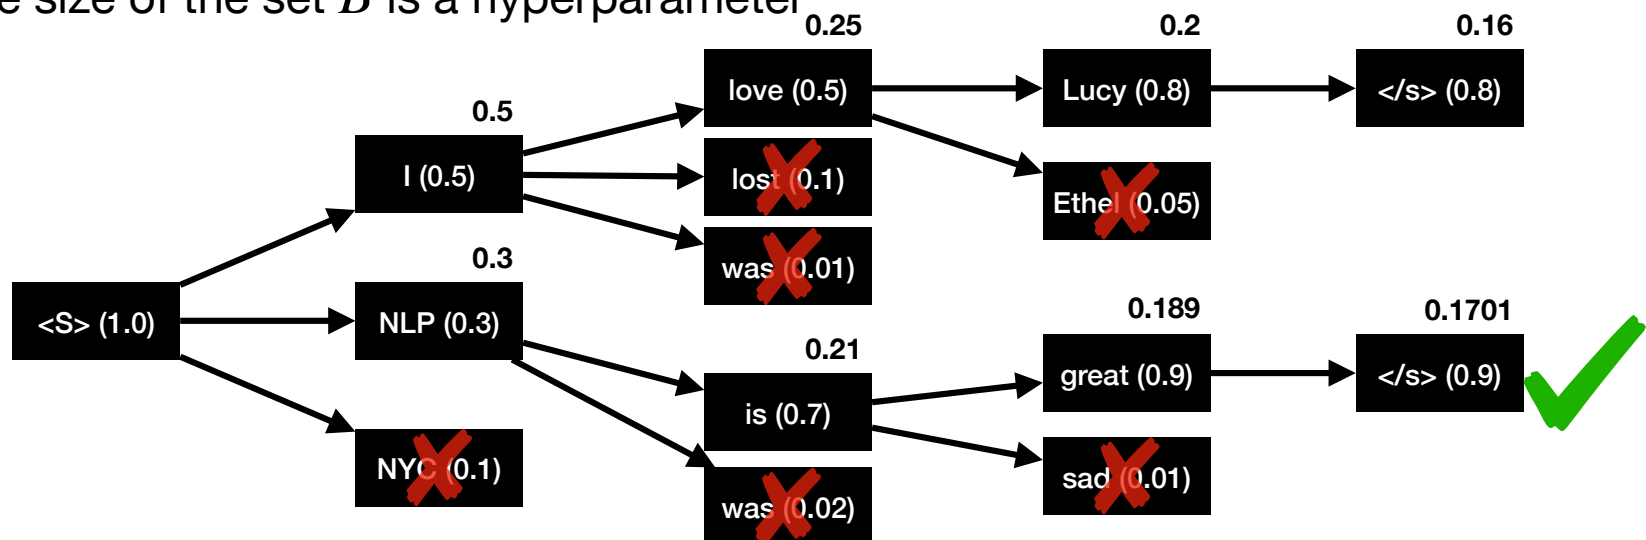 e size of the set B is a hyperparameter
0.25
0.2
0.16
love (0.5)
Lucy (0.8)
</s> (0.8)
0.5
I (0.5)
lost (0.1)
Ethel (0.05)
was (0.01)
0.3
<S> (1.0)
NLP (0.3)
0.189
0.1701
0.21
great (0.9)
</s> (0.9)
is (0.7)
NYC (0.1)
sad (0.01)
was (0.02)